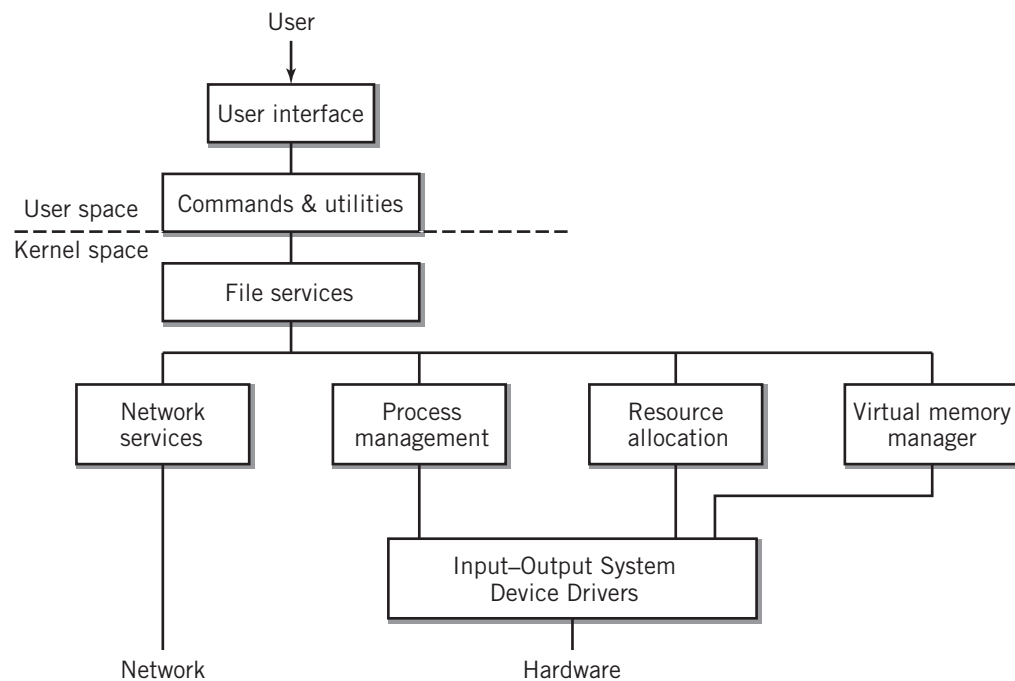 User
User interface
Commands & utilities
User space
Kernel space
File services
Network
services
Process
management
Resource
allocation
Virtual memory
manager
Input–Output System
Device Drivers
Network
Hardware